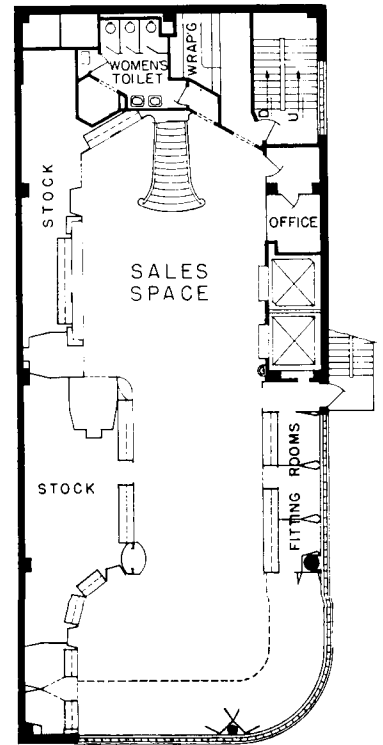 WRAP'G
WOMEN'S
TOILET
D
U
STOCK
OFFICE
SALES
SPACE
STOCK
FITTING ROOMS